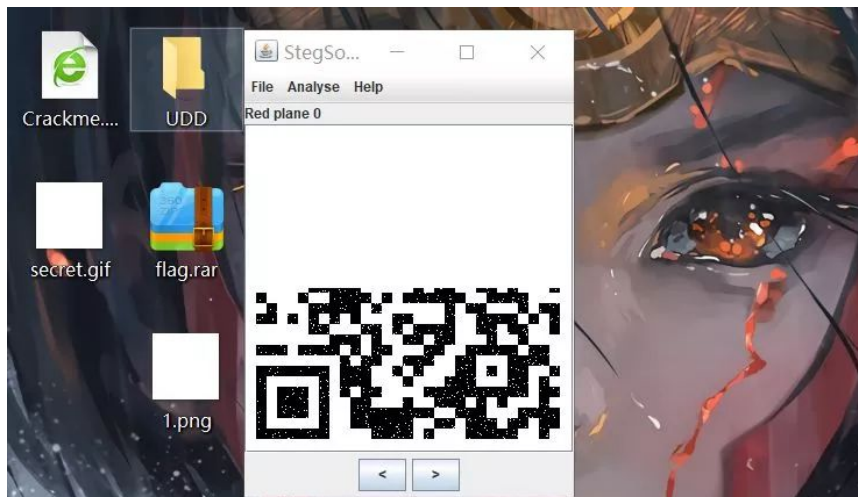 StegSo...
File Analyse Help
Crackme....
UDD
Red plane 0
secret.gif
flag.rar
1.png
< >